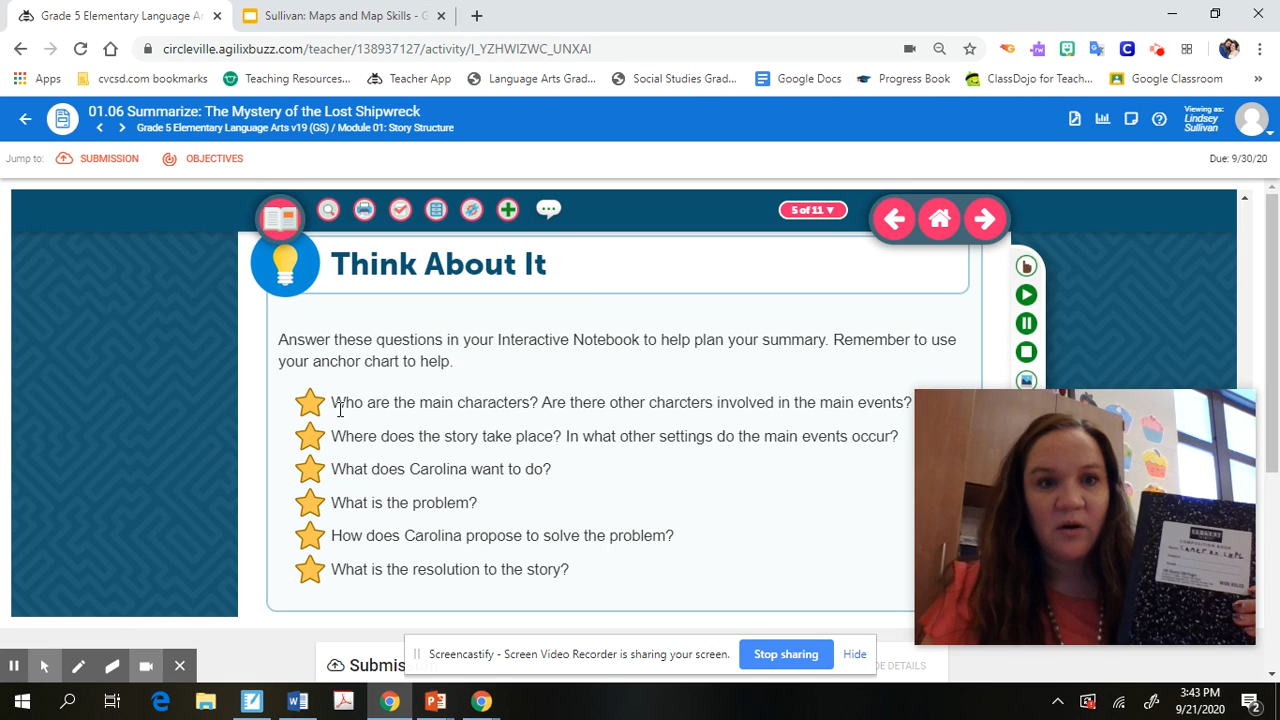 Grade 5 Elementary Language Ar
Sullivan: Maps and Map Skills - G
circleville.agilixbuzz.com/teacher/138937127/activity/I_YZHWIZWC_UNXAI
Apps
cvcsd.com bookmarks
Teaching Resources...
Teacher App
Language Arts Grad...
Social Studies Grad...
Google Docs
Progress Book
ClassDojo for Teach...
Google Classroom
01.06 Summarize: The Mystery of the Lost Shipwreck
Grade 5 Elementary Language Arts v19 (GS) / Module 01: Story Structure
Viewing as:
Lindsey
Sullivan
Jump to:
SUBMISSION
OBJECTIVES
Due: 9/30/20
5 of 11 ▼
Think About It
Answer these questions in your Interactive Notebook to help plan your summary. Remember to use
your anchor chart to help.
Who are the main characters? Are there other charcters involved in the main events?
Where does the story take place? In what other settings do the main events occur?
What does Carolina want to do?
What is the problem?
How does Carolina propose to solve the problem?
What is the resolution to the story?
COMPOSITION BOOK
Submiss
DE DETAILS
Screencastify - Screen Video Recorder is sharing your screen.
Stop sharing
Hide
3:43 PM
9/21/2020
2